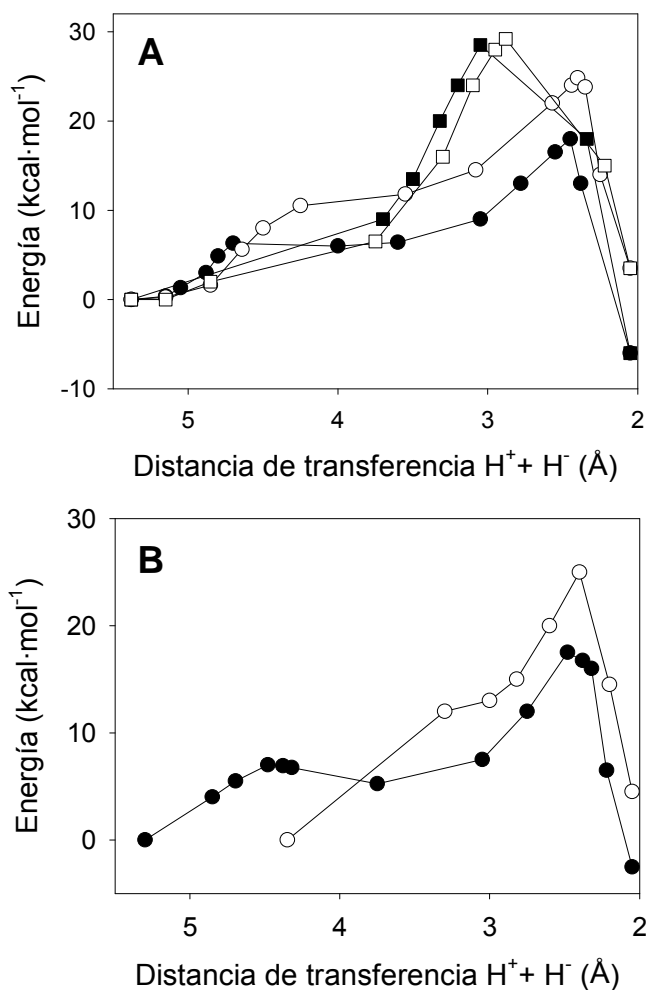 A
30
20
10
0
-10
Energía (kcal·mol⁻¹)
5 4 3 2
Distancia de transferencia H⁺+ H⁻ (Å)
B
30
20
10
0
Energía (kcal·mol⁻¹)
5 4 3 2
Distancia de transferencia H⁺+ H⁻ (Å)